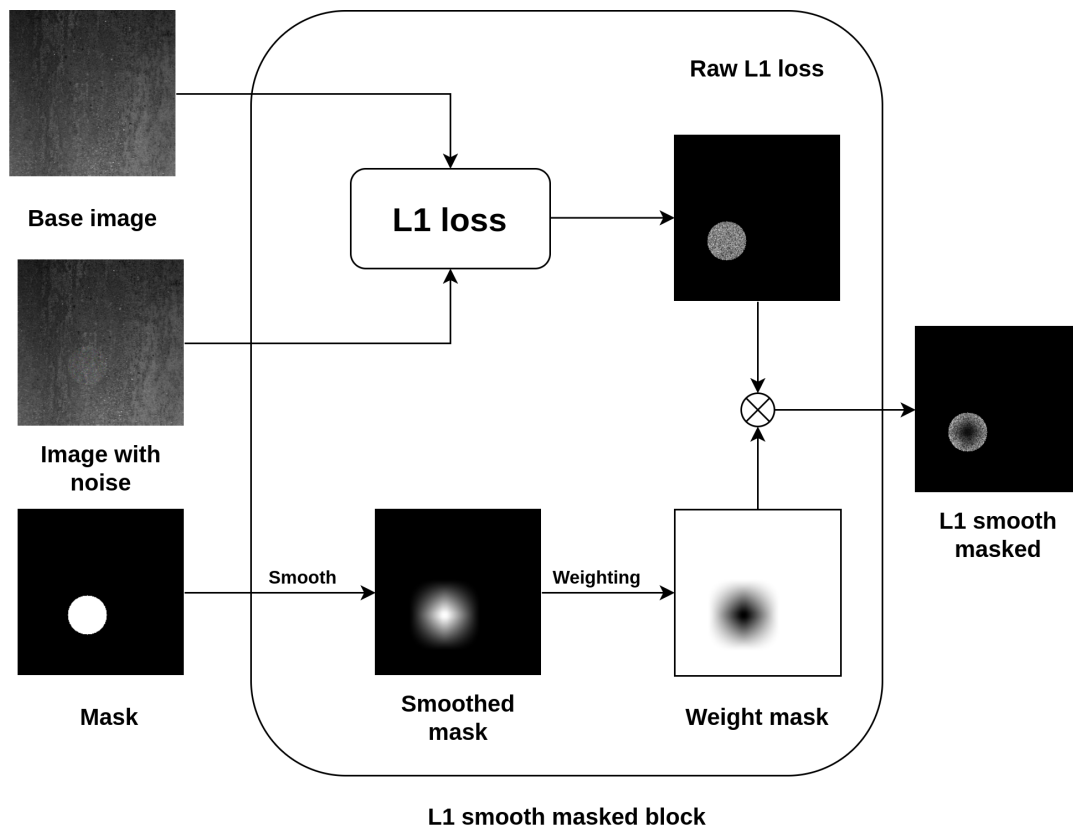 Raw L1 loss
Base image
L1 loss
Image with
noise
Smooth
Weighting
L1 smooth
masked
Mask
Smoothed
mask
Weight mask
L1 smooth masked block